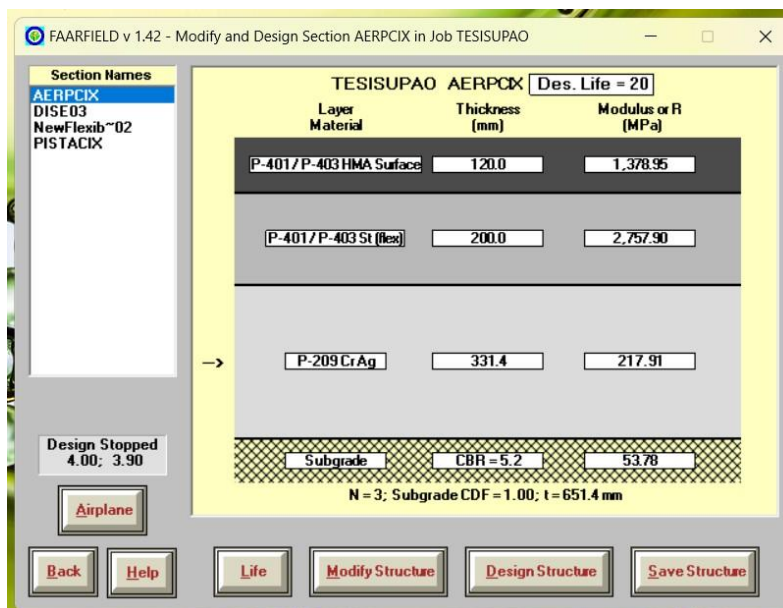 FAARFIELD v 1.42 - Modify and Design Section AERPCIX in Job TESISUPAO
Section Names
AERPCIX
DISE03
NewFlexib~02
PISTACIX
TESISUPAO AERPCIX Des. Life = 20
Layer Material Thickness (mm) Modulus or R (MPa)
P-401/ P-403 HMA Surface 120.0 1,378.95
P-401/ P-403 St (flex) 200.0 2,757.90
--> P-209 Cr Ag 331.4 217.91
Subgrade CBR = 5.2 53.78
N = 3; Subgrade CDF = 1.00; t = 651.4 mm
Design Stopped
4.00; 3.90
Airplane
Back Help Life Modify Structure Design Structure Save Structure